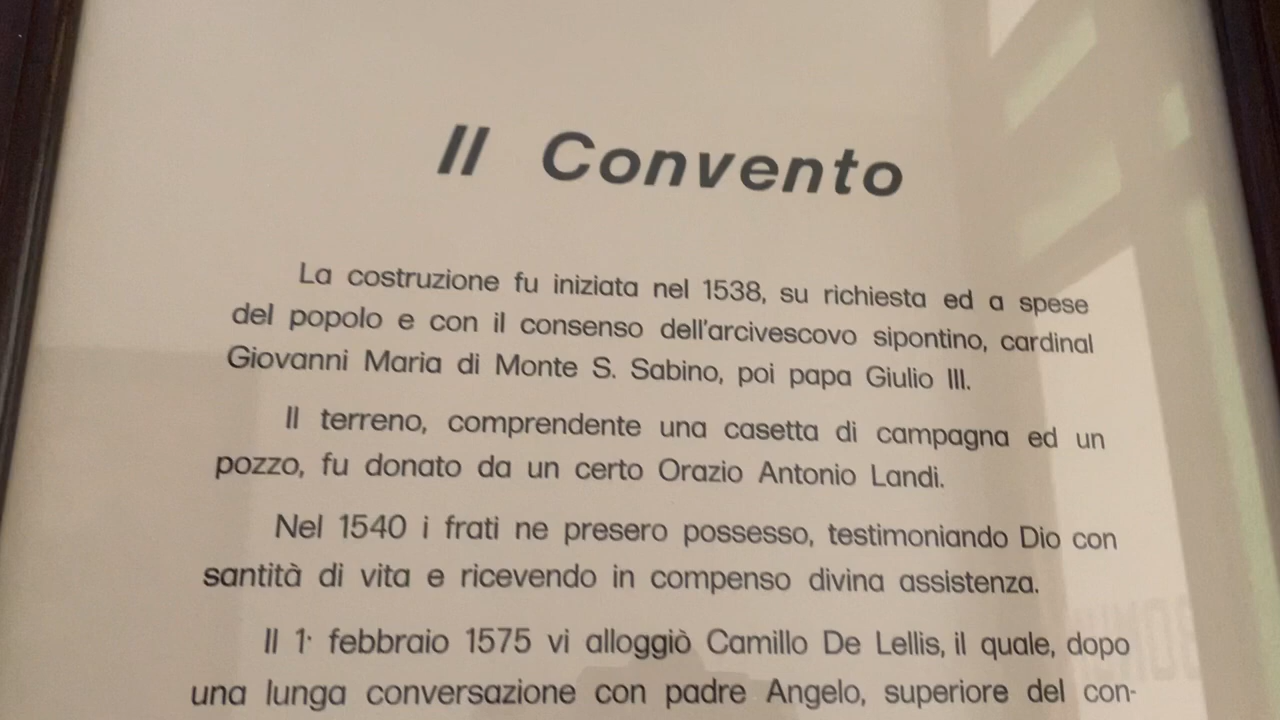 Il Convento
La costruzione fu iniziata nel 1538, su richiesta ed a spese
del popolo e con il consenso dell'arcivescovo sipontino, cardinal
Giovanni Maria di Monte S. Sabino, poi papa Giulio III.
Il terreno, comprendente una casetta di campagna ed un
pozzo, fu donato da un certo Orazio Antonio Landi.
Nel 1540 i frati ne presero possesso, testimoniando Dio con
santità di vita e ricevendo in compenso divina assistenza.
Il 1· febbraio 1575 vi alloggiò Camillo De Lellis, il quale, dopo
una lunga conversazione con padre Angelo, superiore del con-